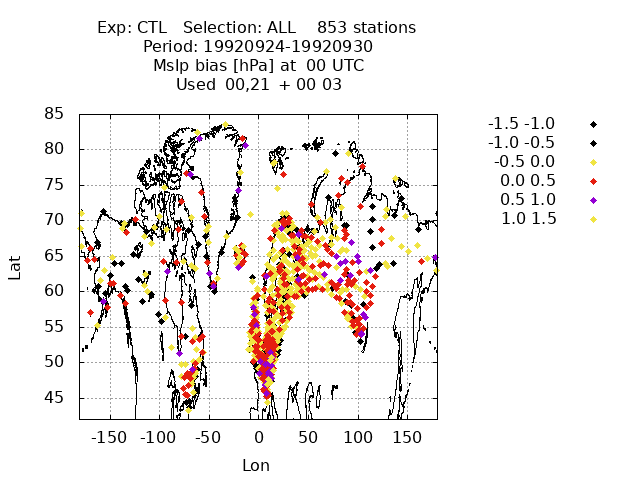 Exp: CTL Selection: ALL 853 stations
Period: 19920924-19920930
Mslp bias [hPa] at 00 UTC
Used 00,21 + 00 03
-1.5 -1.0
-1.0 -0.5
-0.5 0.0
0.0 0.5
0.5 1.0
1.0 1.5
85
80
75
70
65
60
55
50
45
Lat
-150 -100 -50 0 50 100 150
Lon